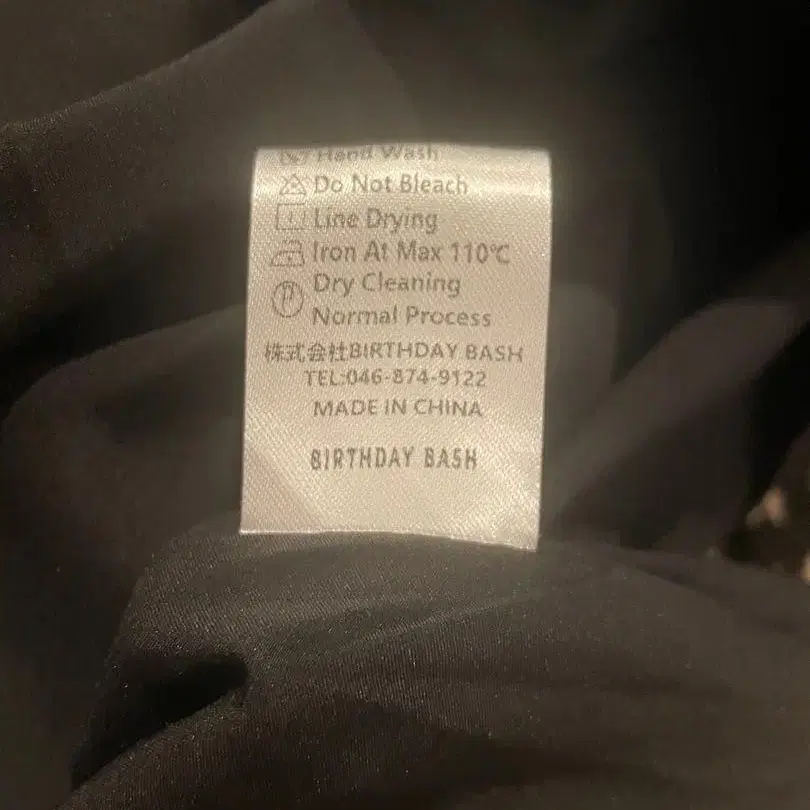 Hand Wash
Do Not Bleach
Line Drying
Iron At Max 110℃
Dry Cleaning
Normal Process
株式会社BIRTHDAY BASH
TEL:046-874-9122
MADE IN CHINA
BIRTHDAY BASH